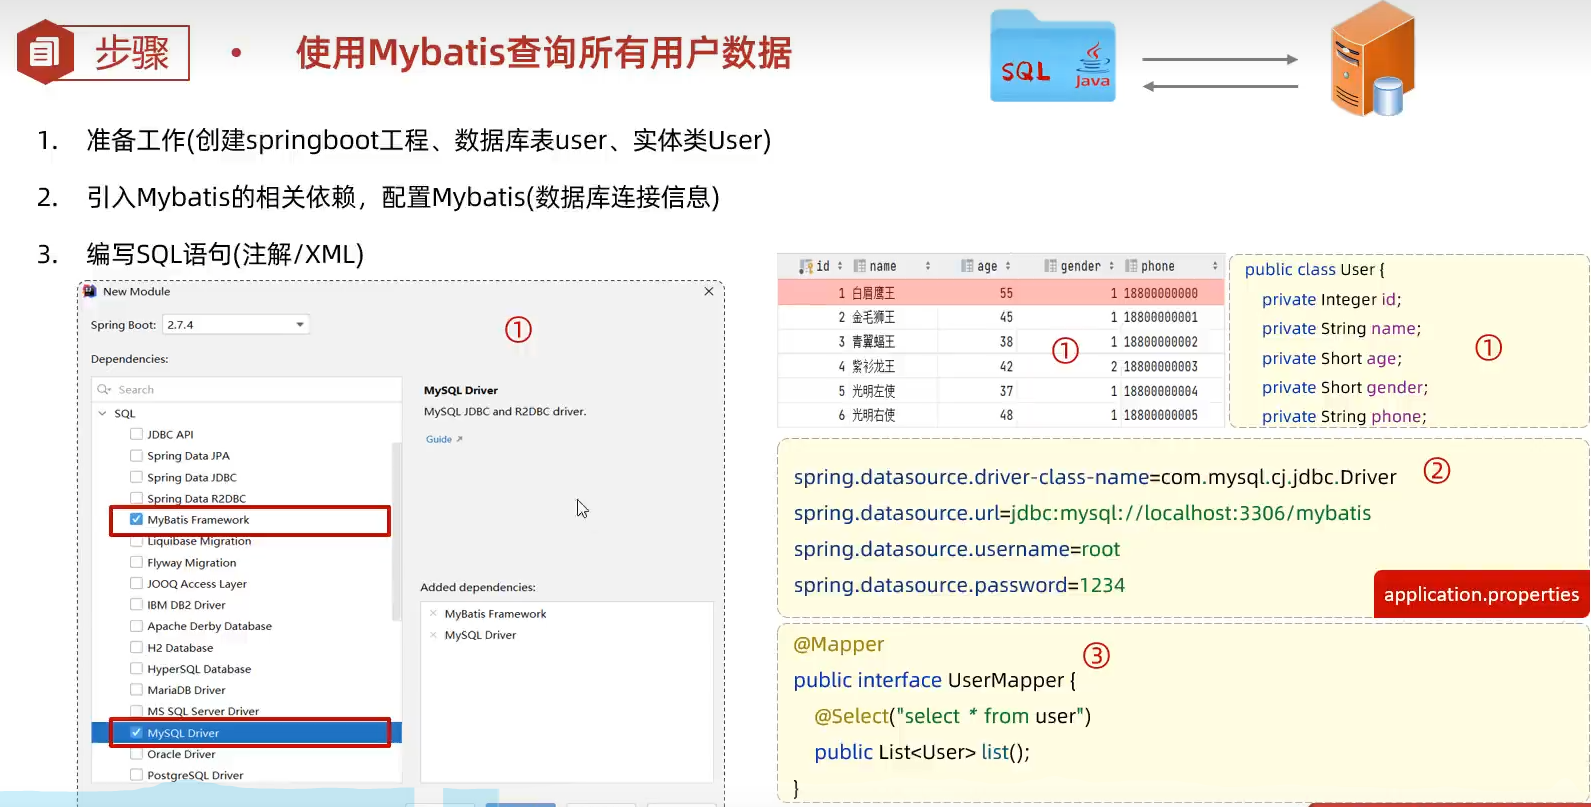 步骤
使用Mybatis查询所有用户数据
SQL
Java
1. 准备工作(创建springboot工程、数据库表user、实体类User)
2. 引入Mybatis的相关依赖，配置Mybatis(数据库连接信息)
3. 编写SQL语句(注解/XML)
New Module
Spring Boot: 2.7.4
①
Dependencies:
Search
SQL
JDBC API
Spring Data JPA
Spring Data JDBC
Spring Data R2DBC
MyBatis Framework
Liquibase Migration
Flyway Migration
JOOQ Access Layer
IBM DB2 Driver
Apache Derby Database
H2 Database
HyperSQL Database
MariaDB Driver
MS SQL Server Driver
MySQL Driver
Oracle Driver
PostgreSQL Driver
MySQL Driver
MySQL JDBC and R2DBC driver.
Guide
Added dependencies:
MyBatis Framework
MySQL Driver
id name age gender phone
1 白眉鹰王 55 1 18800000000
2 金毛狮王 45 1 18800000001
3 青翼蝠王 38 1 18800000002
4 紫衫龙王 42 2 18800000003
5 光明左使 37 1 18800000004
6 光明右使 48 1 18800000005
①
public class User {
private Integer id;
private String name;
private Short age;
private Short gender;
private String phone;
①
spring.datasource.driver-class-name=com.mysql.cj.jdbc.Driver
②
spring.datasource.url=jdbc:mysql://localhost:3306/mybatis
spring.datasource.username=root
spring.datasource.password=1234
application.properties
@Mapper
③
public interface UserMapper {
@Select("select * from user")
public List<User> list();
}